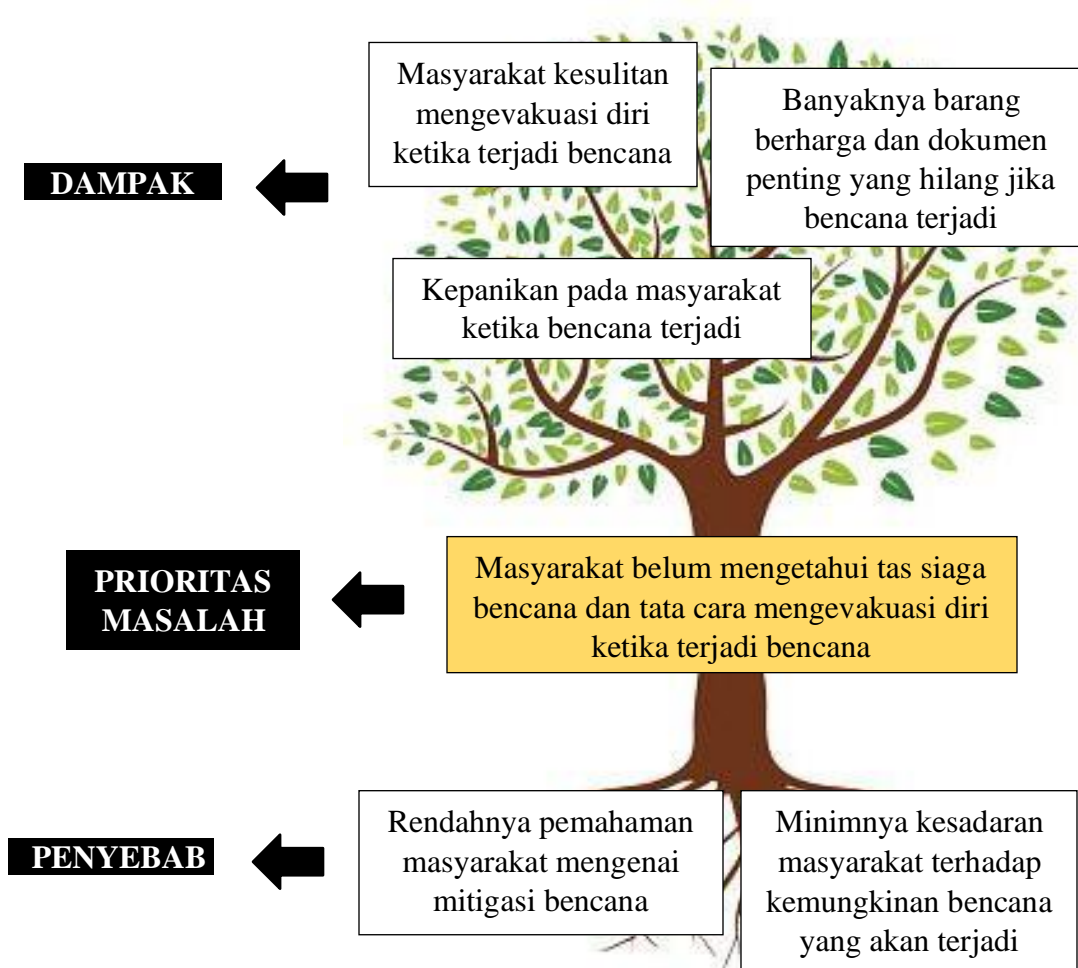 Masyarakat kesulitan
mengevakuasi diri
ketika terjadi bencana
Banyaknya barang
berharga dan dokumen
penting yang hilang jika
bencana terjadi
DAMPAK
Kepanikan pada masyarakat
ketika bencana terjadi
PRIORITAS
MASALAH
Masyarakat belum mengetahui tas siaga
bencana dan tata cara mengevakuasi diri
ketika terjadi bencana
PENYEBAB
Rendahnya pemahaman
masyarakat mengenai
mitigasi bencana
Minimnya kesadaran
masyarakat terhadap
kemungkinan bencana
yang akan terjadi